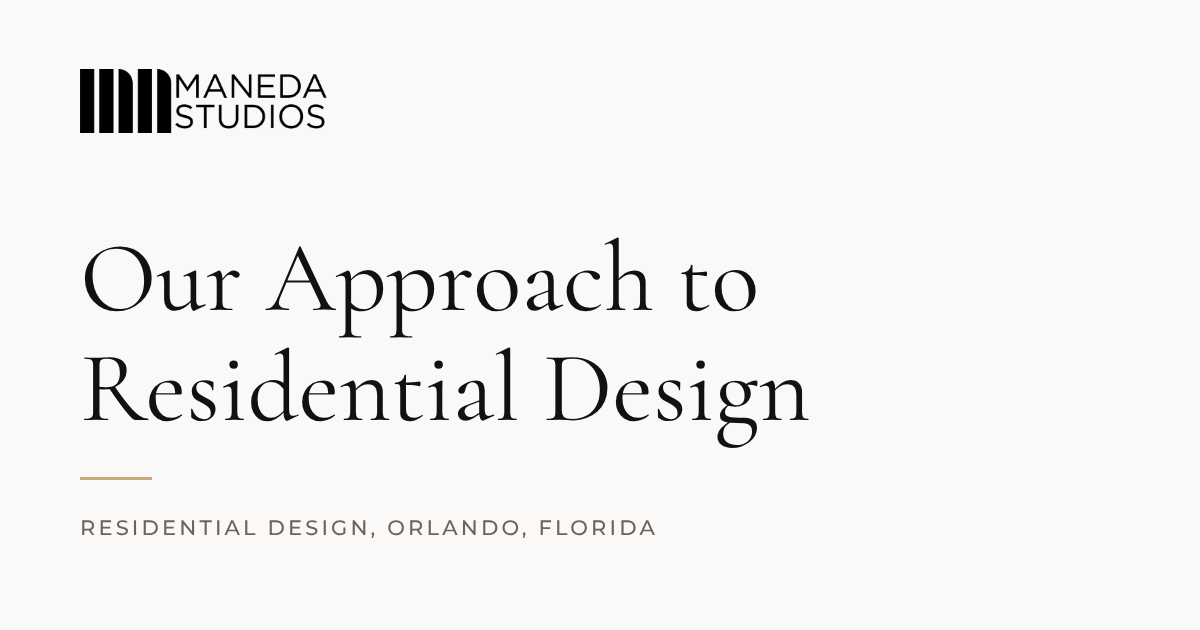 MANEDA
STUDIOS
Our Approach to
Residential Design
RESIDENTIAL DESIGN, ORLANDO, FLORIDA